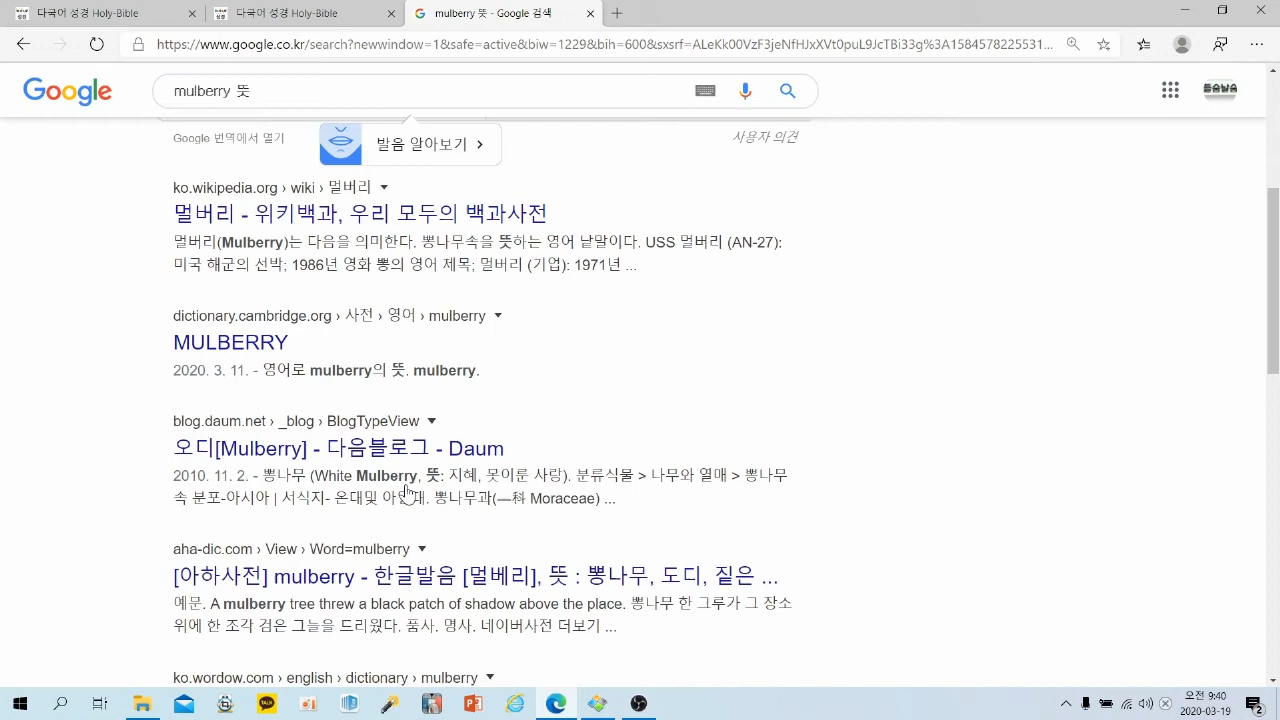 다국어 성경 Holy-Bible
다국어 성경 Holy-Bible
mulberry 뜻 - Google 검색
https://www.google.co.kr/search?newwindow=1&safe=active&biw=1229&bih=600&sxsrf=ALeKk00VzF3jeNfHJxXVt0puL9JcTBi33g%3A1584578225531...
Google
mulberry 뜻
들숨날숨
Google 번역에서 열기
발음 알아보기
사용자 의견
ko.wikipedia.org › wiki › 멀버리
멀버리 - 위키백과, 우리 모두의 백과사전
멀버리(Mulberry)는 다음을 의미한다. 뽕나무속을 뜻하는 영어 낱말이다. USS 멀버리 (AN-27):
미국 해군의 선박; 1986년 영화 뽕의 영어 제목; 멀버리 (기업): 1971년 ...
dictionary.cambridge.org › 사전 › 영어 › mulberry
MULBERRY
2020. 3. 11. - 영어로 mulberry의 뜻. mulberry.
blog.daum.net › _blog › BlogTypeView
오디[Mulberry] - 다음블로그 - Daum
2010. 11. 2. - 뽕나무 (White Mulberry, 뜻: 지혜, 못이룬 사랑). 분류식물 > 나무와 열매 > 뽕나무
속 분포-아시아 | 서식지- 온대및 아열대. 뽕나무과(—科 Moraceae) ...
aha-dic.com › View › Word=mulberry
[아하사전] mulberry - 한글발음 [멀베리], 뜻 : 뽕나무, 도디, 짙은 ...
예문. A mulberry tree threw a black patch of shadow above the place. 뽕나무 한 그루가 그 장소
위에 한 조각 검은 그늘을 드리웠다. 품사. 명사. 네이버사전 더보기 ...
ko.wordow.com › english › dictionary › mulberry
TALK
오전 9:40
2020-03-19
2